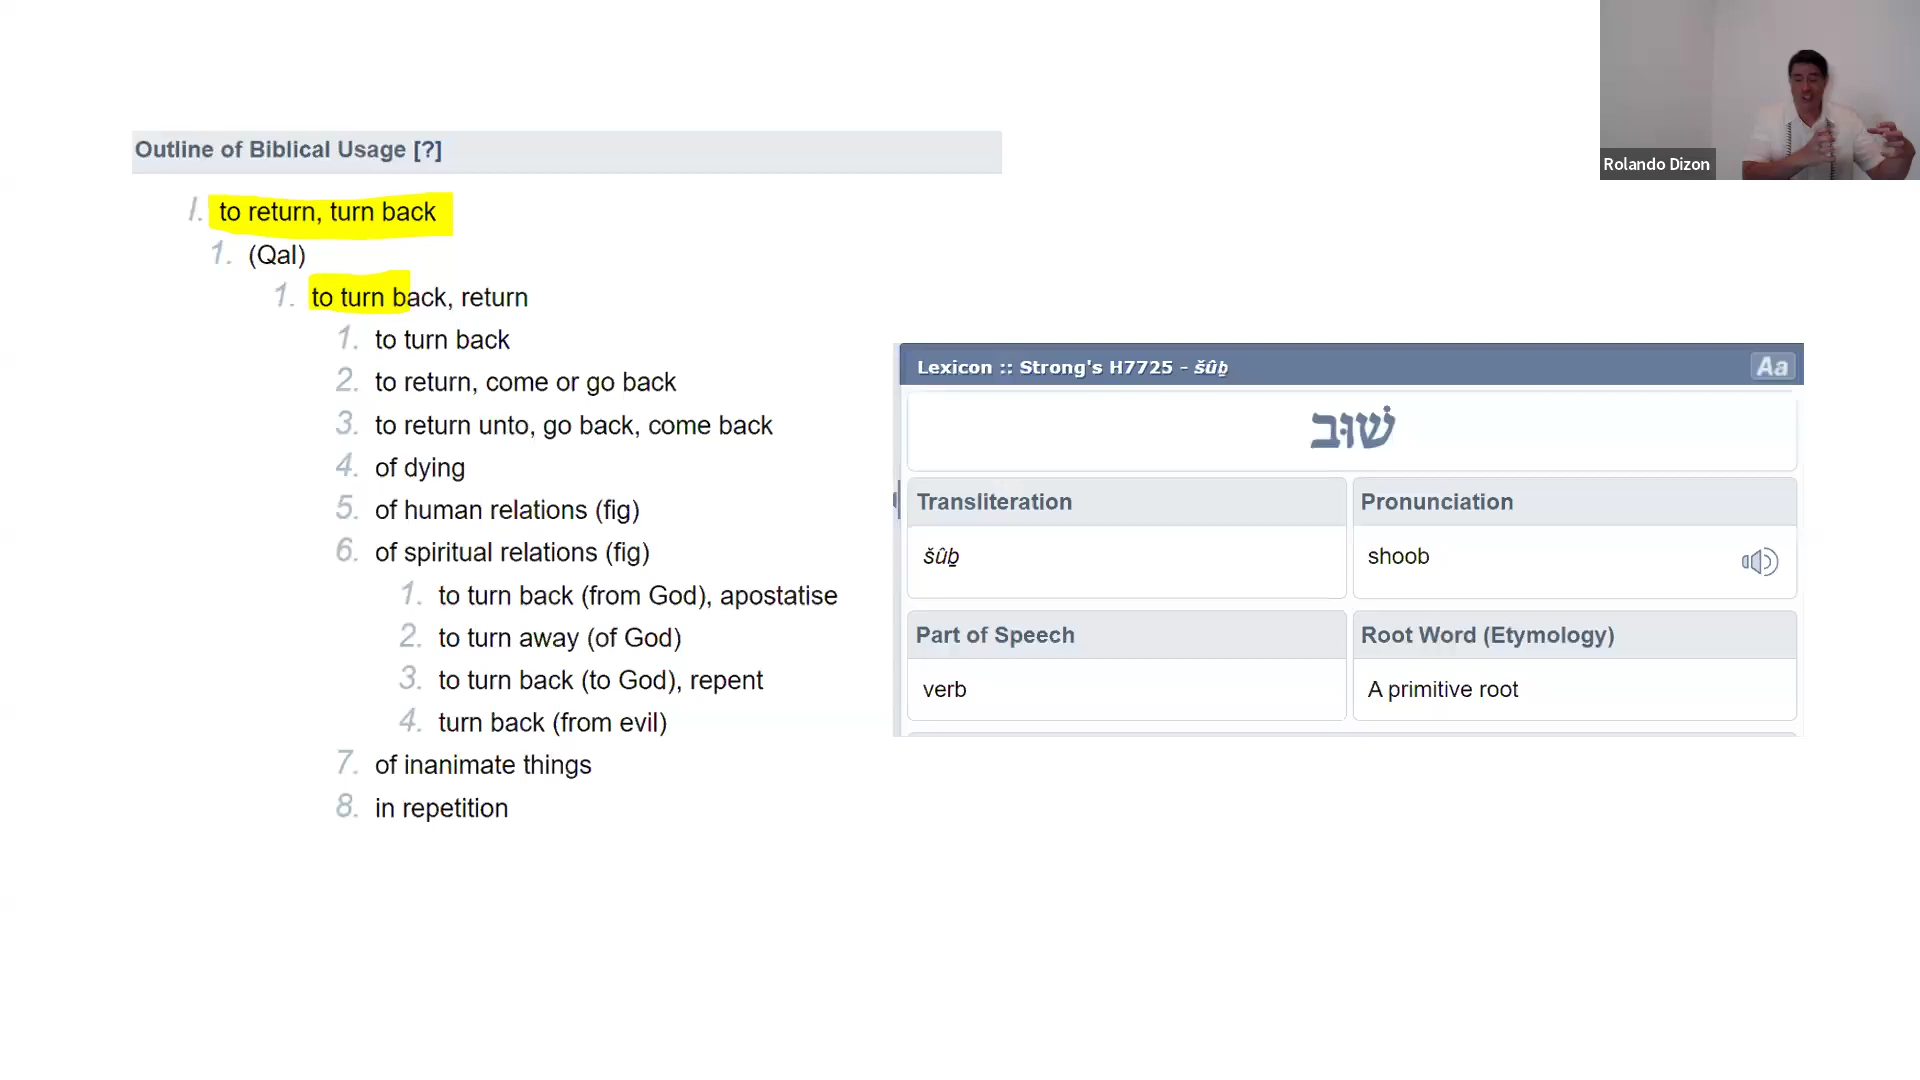 Rolando Dizon
Outline of Biblical Usage [?]
I. to return, turn back
1. (Qal)
1. to turn back, return
1. to turn back
2. to return, come or go back
3. to return unto, go back, come back
4. of dying
5. of human relations (fig)
6. of spiritual relations (fig)
1. to turn back (from God), apostatise
2. to turn away (of God)
3. to turn back (to God), repent
4. turn back (from evil)
7. of inanimate things
8. in repetition
Lexicon :: Strong's H7725 - šûḇ
Aa
שׁוּב
Transliteration
Pronunciation
šûḇ
shoob
Part of Speech
Root Word (Etymology)
verb
A primitive root